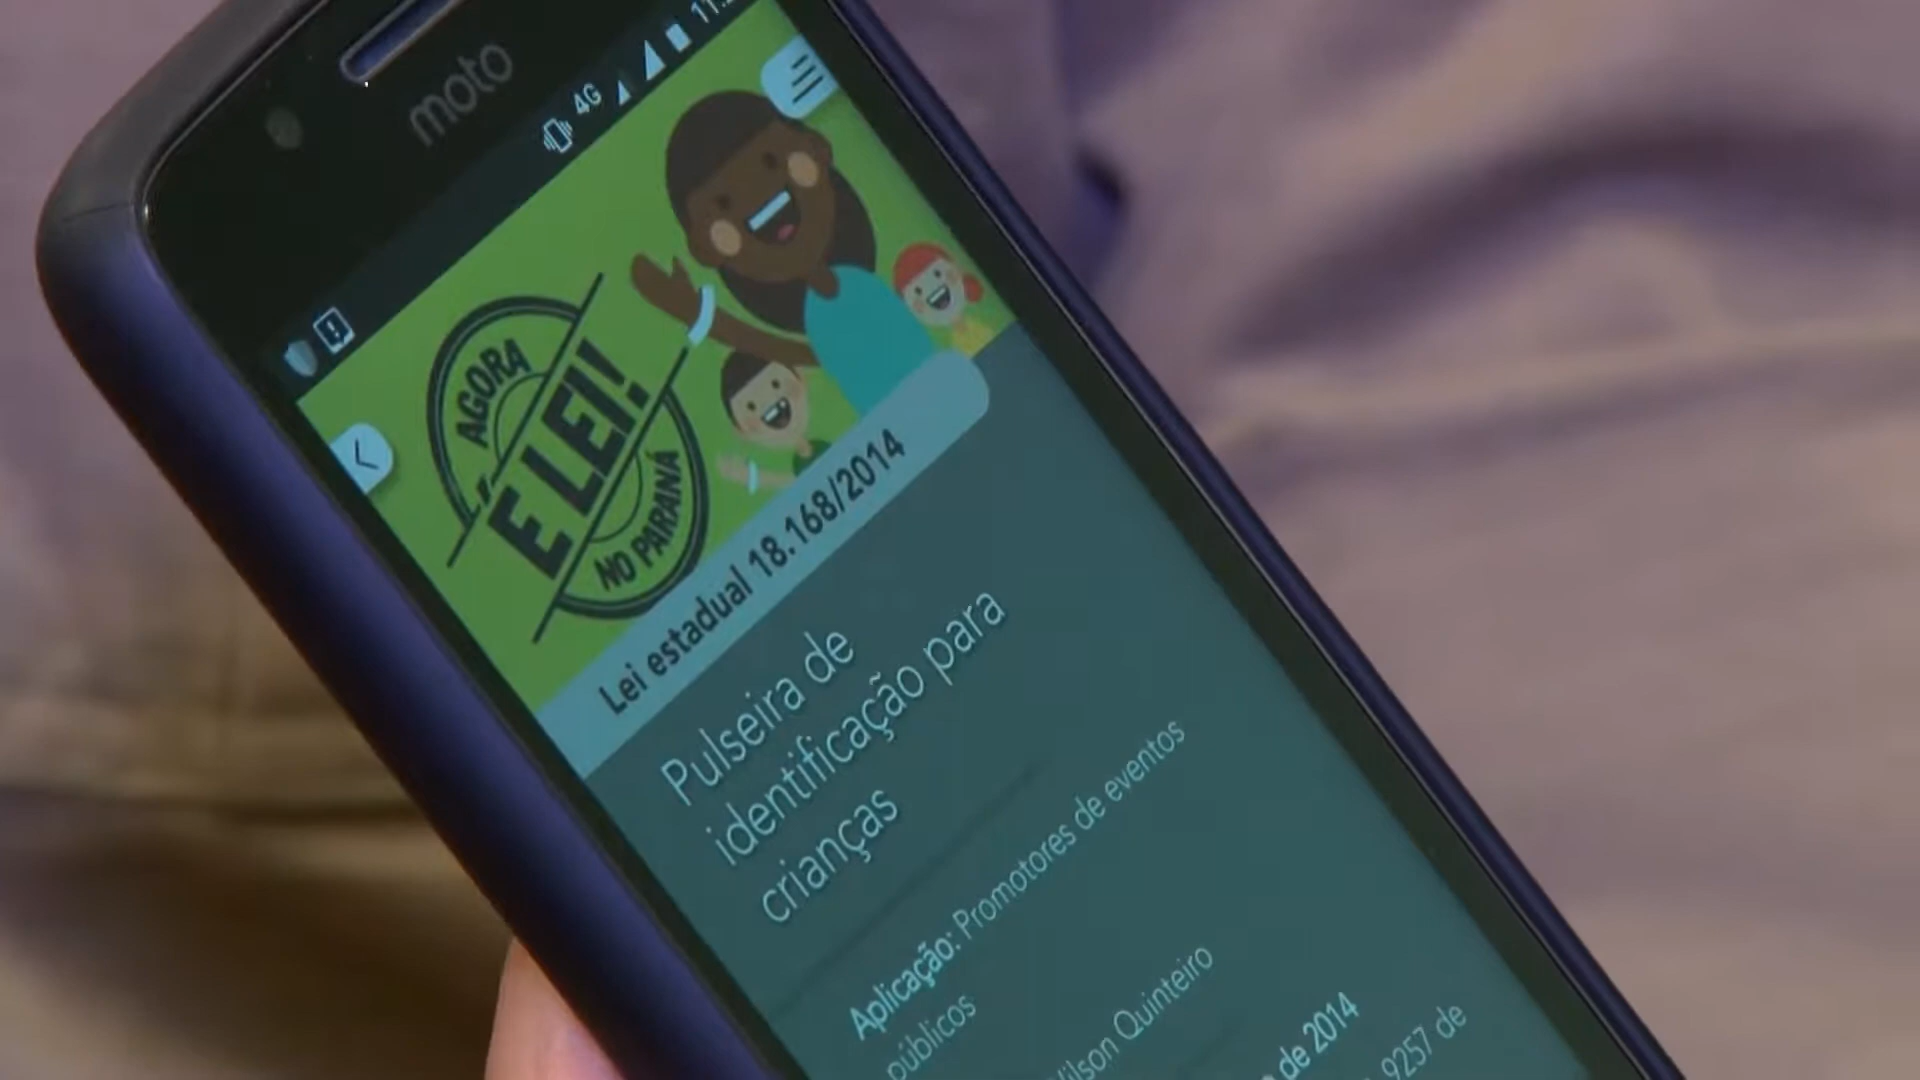 moto
4G
AGORA
É LEI!
NO PARANÁ
Lei estadual 18.168/2014
Pulseira de
identificação para
crianças
Aplicação: Promotores de eventos
públicos
Quinteiro
de 2014
9257 de